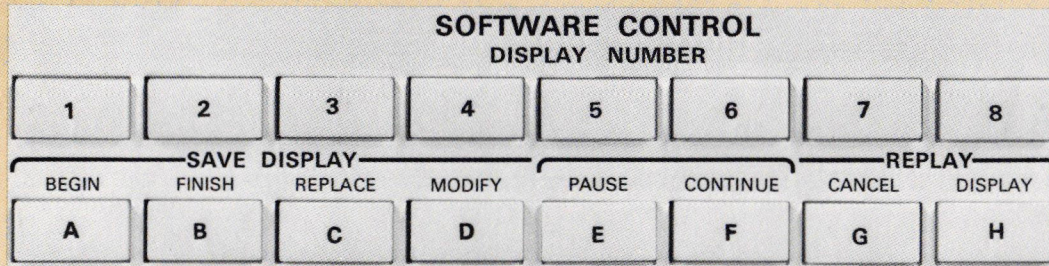 SOFTWARE CONTROL
DISPLAY NUMBER
1 2 3 4 5 6 7 8
SAVE DISPLAY REPLAY
BEGIN FINISH REPLACE MODIFY PAUSE CONTINUE CANCEL DISPLAY
A B C D E F G H